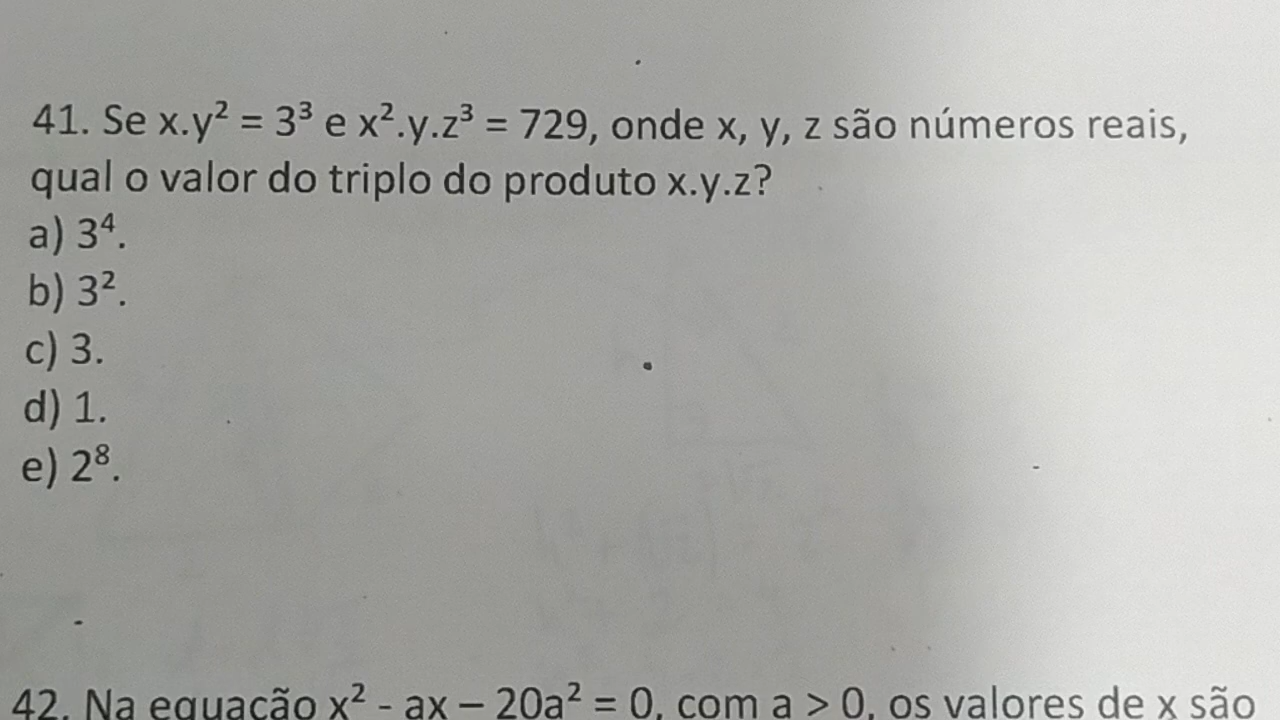 41. Se x.y² = 3³ e x².y.z³ = 729, onde x, y, z são números reais,
qual o valor do triplo do produto x.y.z?
a) 3⁴.
b) 3².
c) 3.
d) 1.
e) 2⁸.
42. Na equação x² - ax – 20a² = 0, com a > 0, os valores de x são